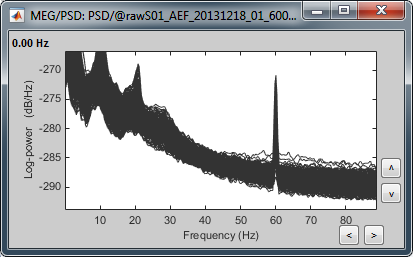 MEG/PSD: PSD/@rawS01_AEF_20131218_01_600...
0.00 Hz
-270
-275
-280
-285
-290
Log-power (dB/Hz)
10 20 30 40 50 60 70 80
Frequency (Hz)
^
v
< >